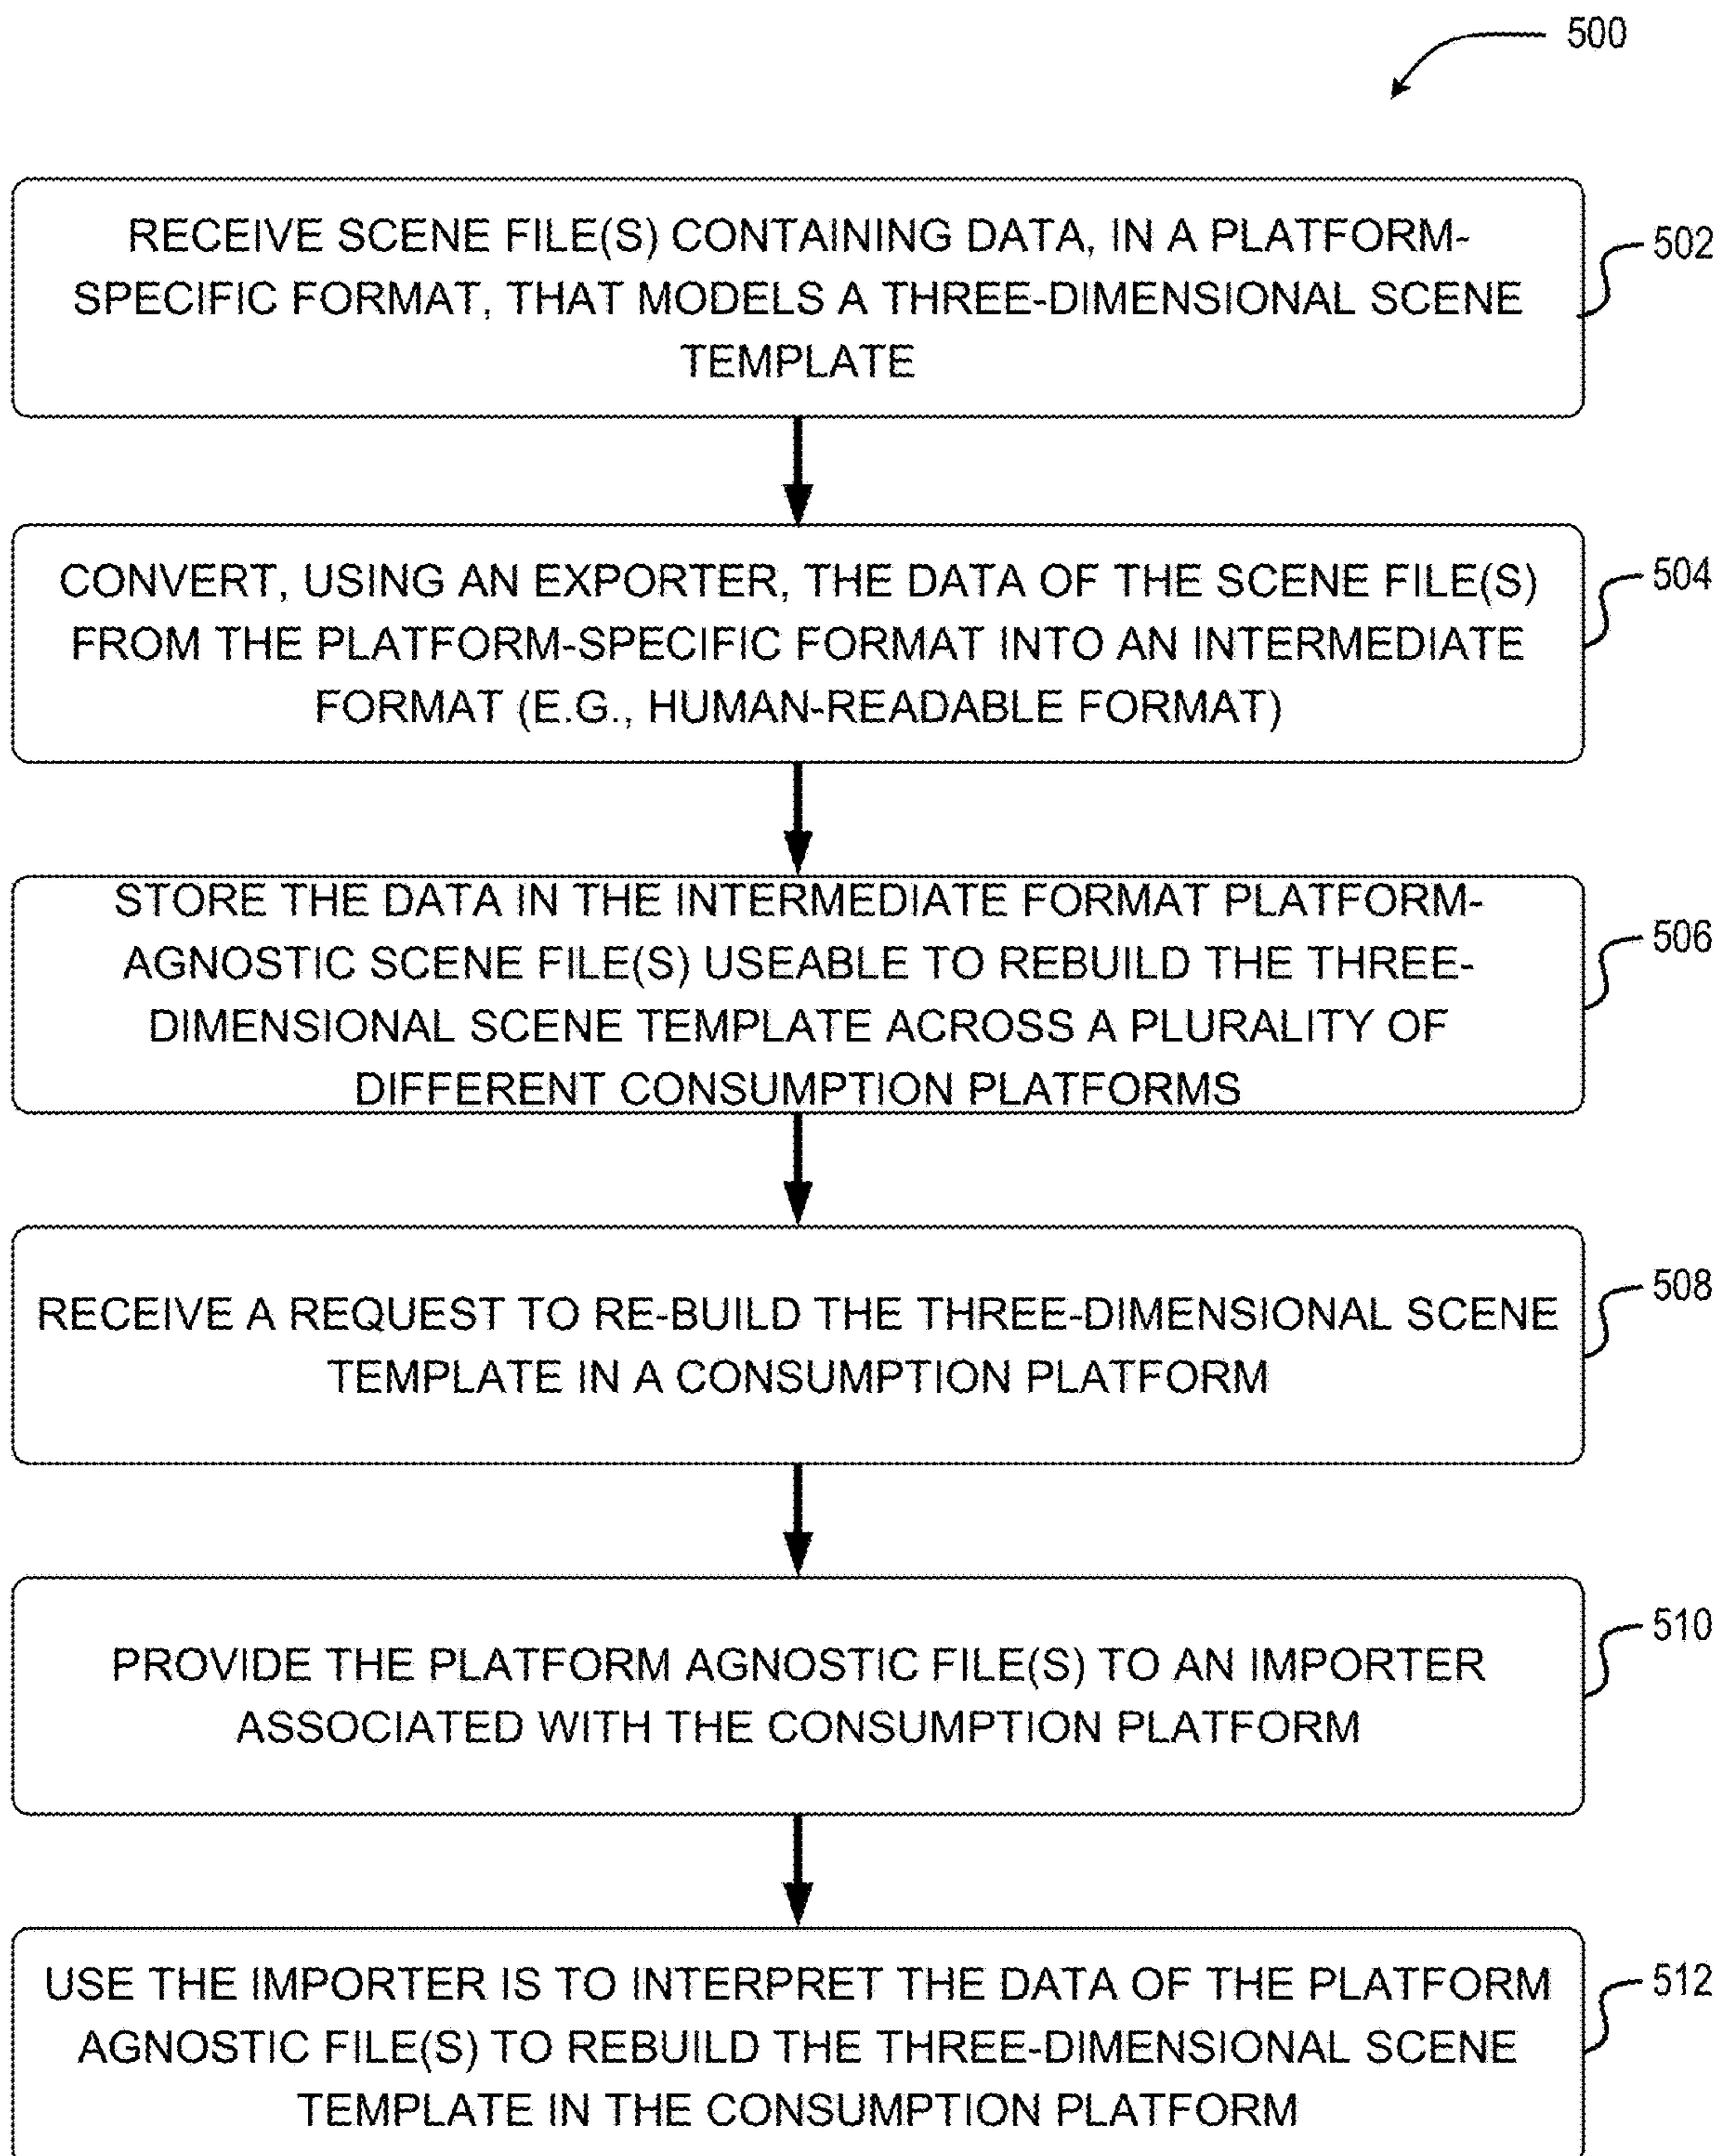 500
RECEIVE SCENE FILE(S) CONTAINING DATA, IN A PLATFORM-
SPECIFIC FORMAT, THAT MODELS A THREE-DIMENSIONAL SCENE
TEMPLATE
502
CONVERT, USING AN EXPORTER, THE DATA OF THE SCENE FILE(S)
FROM THE PLATFORM-SPECIFIC FORMAT INTO AN INTERMEDIATE
FORMAT (E.G., HUMAN-READABLE FORMAT)
504
STORE THE DATA IN THE INTERMEDIATE FORMAT PLATFORM-
AGNOSTIC SCENE FILE(S) USEABLE TO REBUILD THE THREE-
DIMENSIONAL SCENE TEMPLATE ACROSS A PLURALITY OF
DIFFERENT CONSUMPTION PLATFORMS
506
RECEIVE A REQUEST TO RE-BUILD THE THREE-DIMENSIONAL SCENE
TEMPLATE IN A CONSUMPTION PLATFORM
508
PROVIDE THE PLATFORM AGNOSTIC FILE(S) TO AN IMPORTER
ASSOCIATED WITH THE CONSUMPTION PLATFORM
510
USE THE IMPORTER IS TO INTERPRET THE DATA OF THE PLATFORM
AGNOSTIC FILE(S) TO REBUILD THE THREE-DIMENSIONAL SCENE
TEMPLATE IN THE CONSUMPTION PLATFORM
512